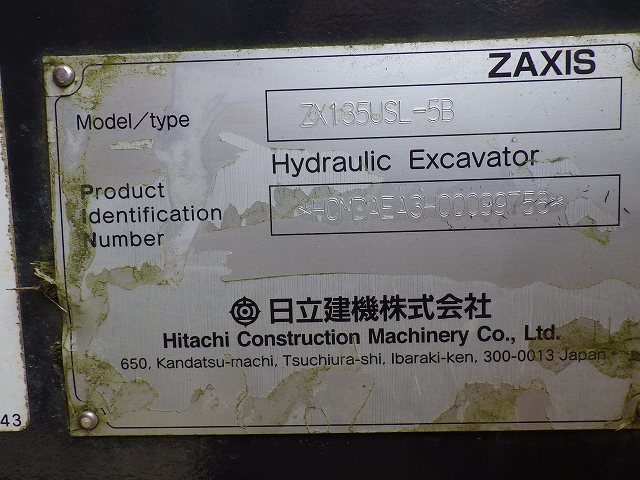 ZAXIS
Model/type
ZX135USL-5B
Hydraulic Excavator
Product
Identification
Number
*HCMDAEA3H00099758*
日立建機株式会社
Hitachi Construction Machinery Co., Ltd.
650, Kandatsu-machi, Tsuchiura-shi, Ibaraki-ken, 300-0013 Japan
43